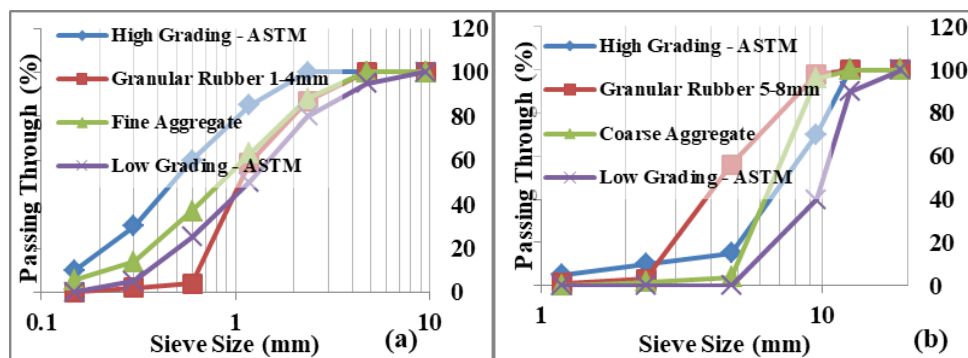 120
High Grading - ASTM
100
Granular Rubber 1-4mm
80
Fine Aggregate
60
Low Grading - ASTM
40
20
0
Passing Through (%)
0.1
1
10
Sieve Size (mm)
(a)
120
High Grading - ASTM
100
Granular Rubber 5-8mm
80
Coarse Aggregate
60
Low Grading - ASTM
40
20
0
Passing Through (%)
1
10
Sieve Size (mm)
(b)